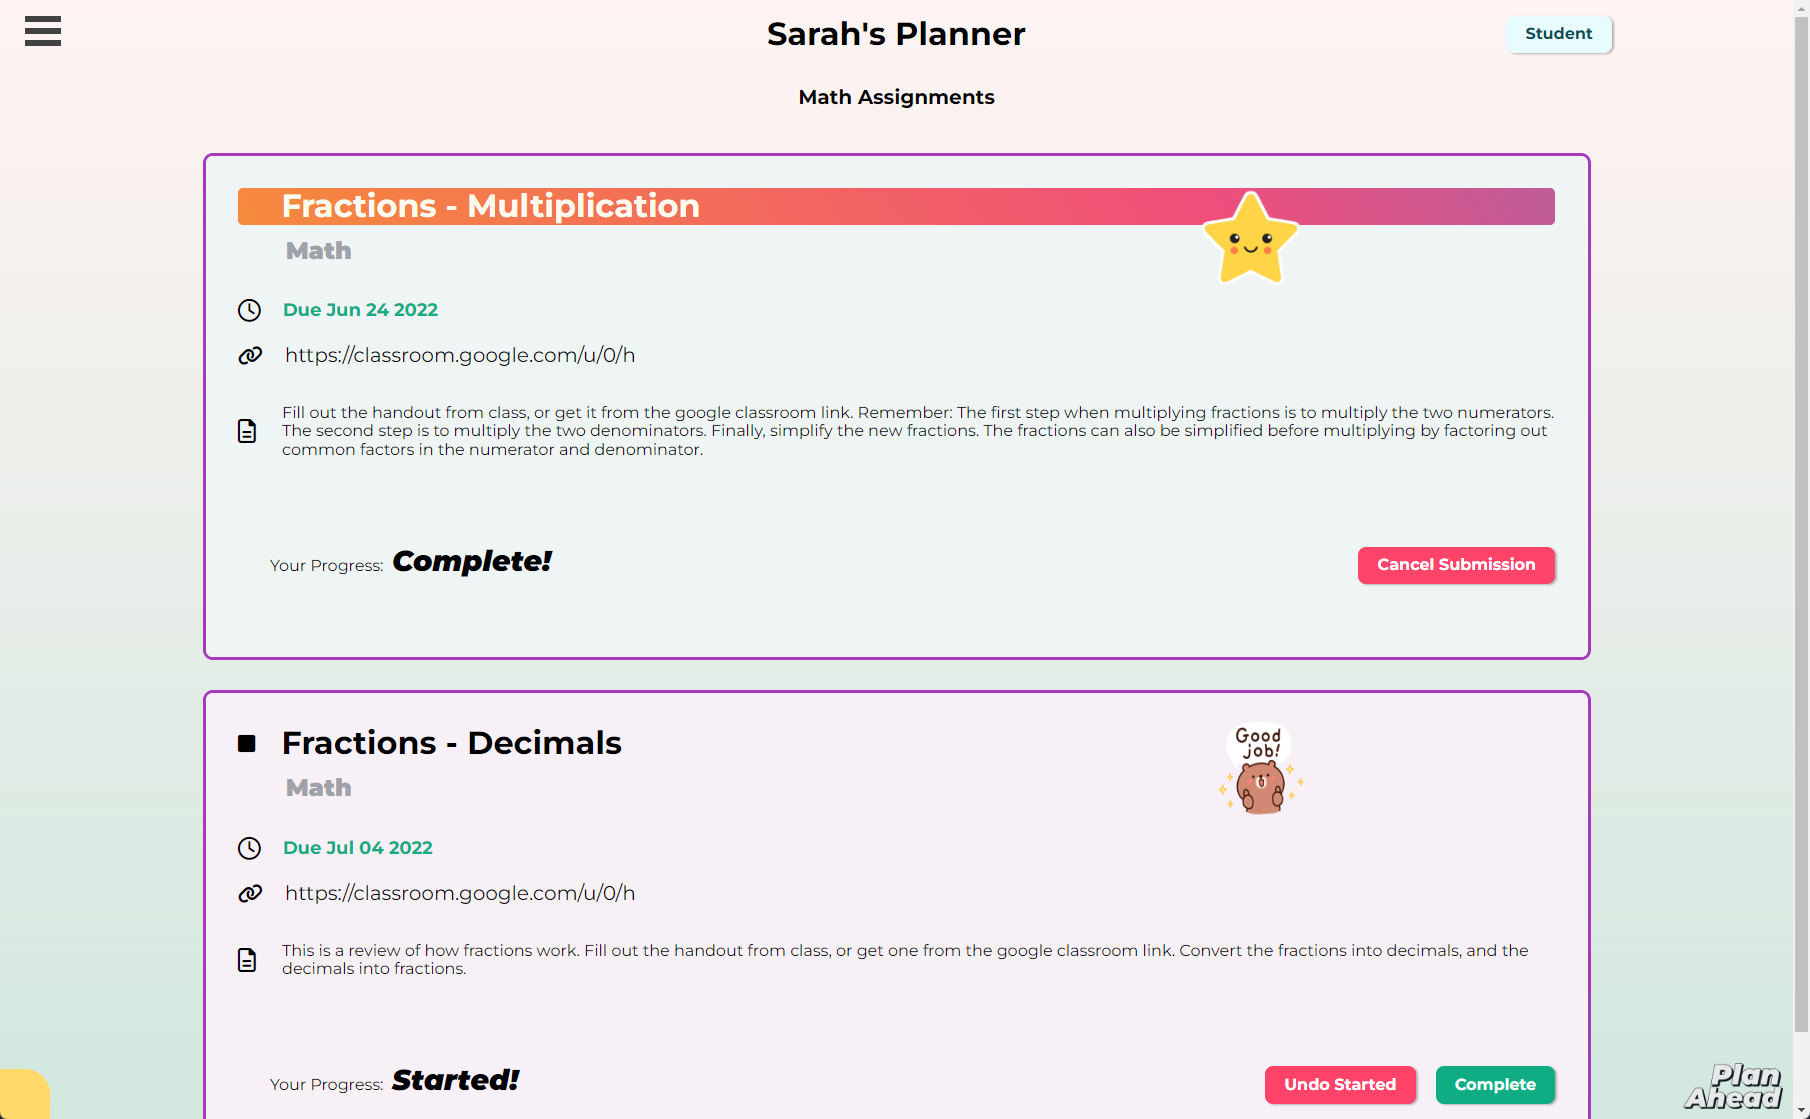 Sarah's Planner
Student
Math Assignments
Fractions - Multiplication
Math
Due Jun 24 2022
https://classroom.google.com/u/0/h
Fill out the handout from class, or get it from the google classroom link. Remember: The first step when multiplying fractions is to multiply the two numerators.
The second step is to multiply the two denominators. Finally, simplify the new fractions. The fractions can also be simplified before multiplying by factoring out
common factors in the numerator and denominator.
Your Progress: Complete!
Cancel Submission
Fractions - Decimals
Good
job!
Math
Due Jul 04 2022
https://classroom.google.com/u/0/h
This is a review of how fractions work. Fill out the handout from class, or get one from the google classroom link. Convert the fractions into decimals, and the
decimals into fractions.
Your Progress: Started!
Undo Started
Complete
Plan
Ahead